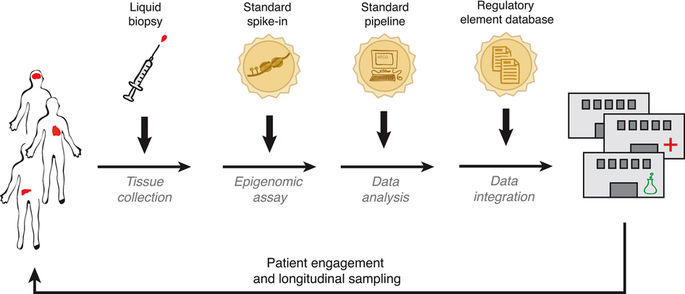 Liquid
biopsy
Standard
spike-in
Standard
pipeline
Regulatory
element database
Tissue
collection
Epigenomic
assay
Data
analysis
Data
integration
Patient engagement
and longitudinal sampling